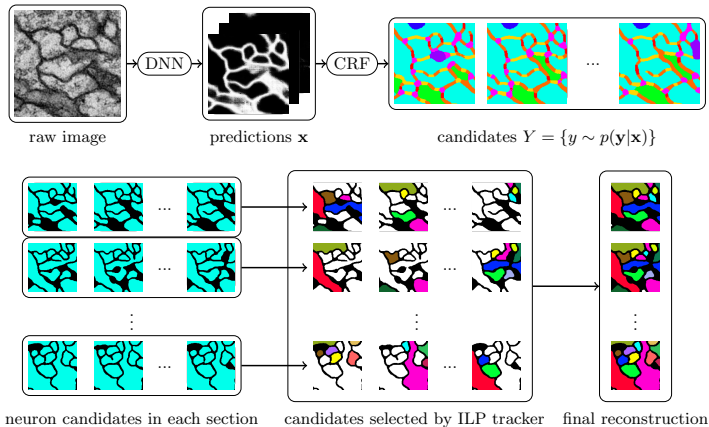 DNN
CRF
...
raw image
predictions x
candidates Y = {y ∼ p(y|x)}
...
...
...
...
⋮
⋮
⋮
...
...
neuron candidates in each section
candidates selected by ILP tracker
final reconstruction